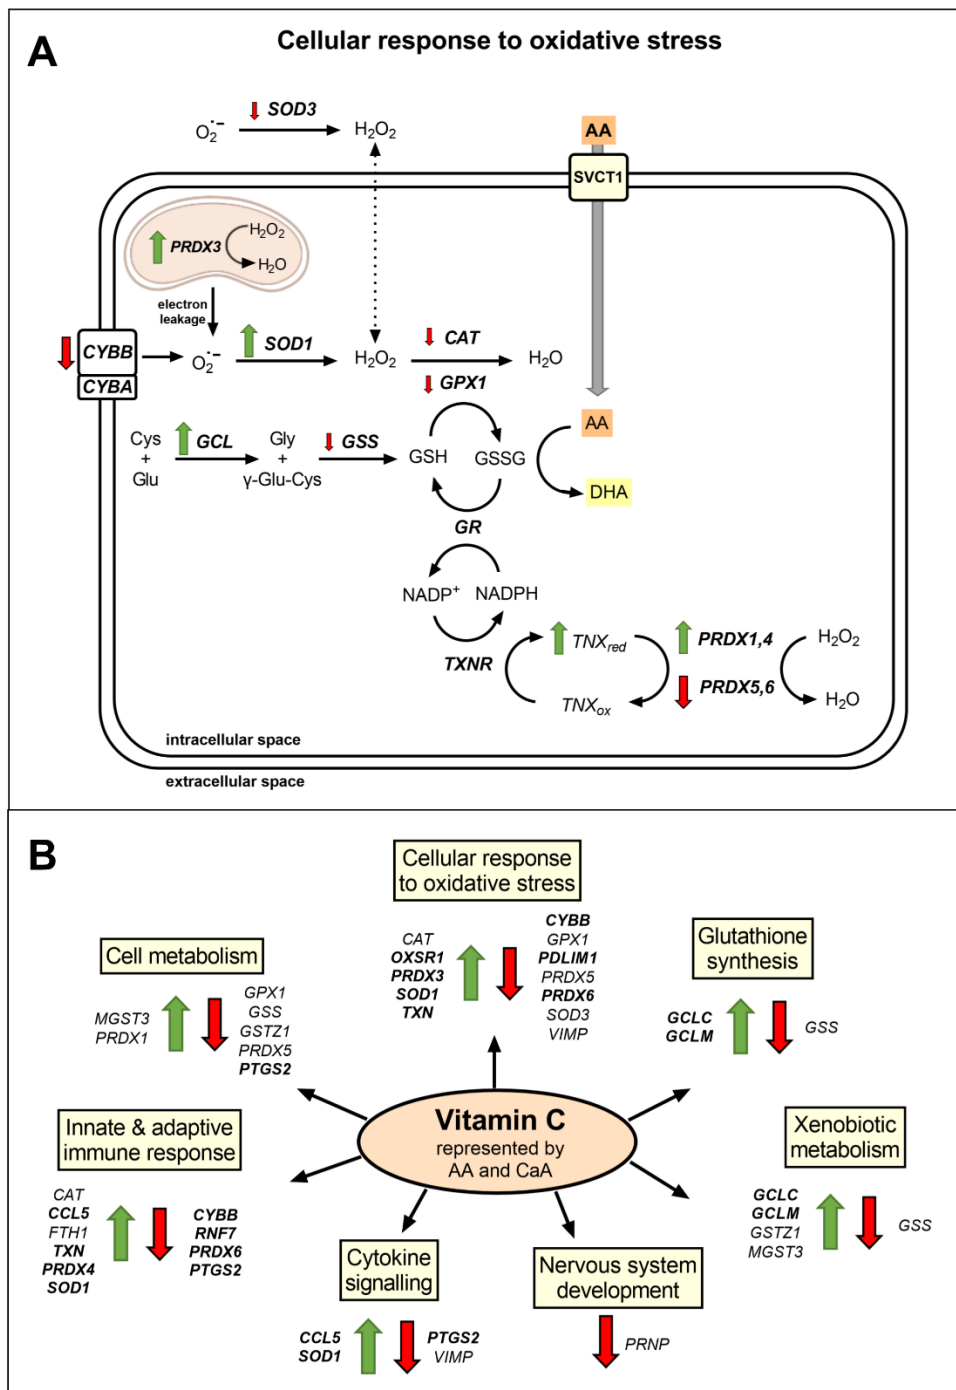 A
Cellular response to oxidative stress
O₂˙⁻
SOD3
H₂O₂
AA
SVCT1
PRDX3
H₂O₂
H₂O
electron
leakage
CYBB
CYBA
O₂˙⁻
SOD1
H₂O₂
CAT
GPX1
H₂O
AA
DHA
Cys
+
Glu
GCL
Gly
+
γ-Glu-Cys
GSS
GSH
GSSG
GR
NADP⁺
NADPH
TXNR
TNXred
TNXox
PRDX1,4
PRDX5,6
H₂O₂
H₂O
intracellular space
extracellular space
B
Cellular response
to oxidative stress
CAT
OXSR1
PRDX3
SOD1
TXN
CYBB
GPX1
PDLIM1
PRDX5
PRDX6
SOD3
VIMP
Cell metabolism
MGST3
PRDX1
GPX1
GSS
GSTZ1
PRDX5
PTGS2
Glutathione
synthesis
GCLC
GCLM
GSS
Vitamin C
represented by
AA and CaA
Innate & adaptive
immune response
CAT
CCL5
FTH1
TXN
PRDX4
SOD1
CYBB
RNF7
PRDX6
PTGS2
Xenobiotic
metabolism
GCLC
GCLM
GSTZ1
MGST3
GSS
Cytokine
signalling
CCL5
SOD1
PTGS2
VIMP
Nervous system
development
PRNP